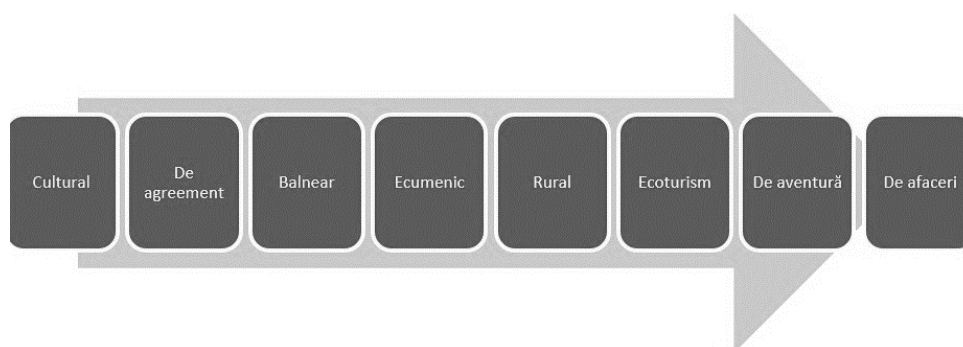 Cultural
De
agreement
Balnear
Ecumenic
Rural
Ecoturism
De aventură
De afaceri